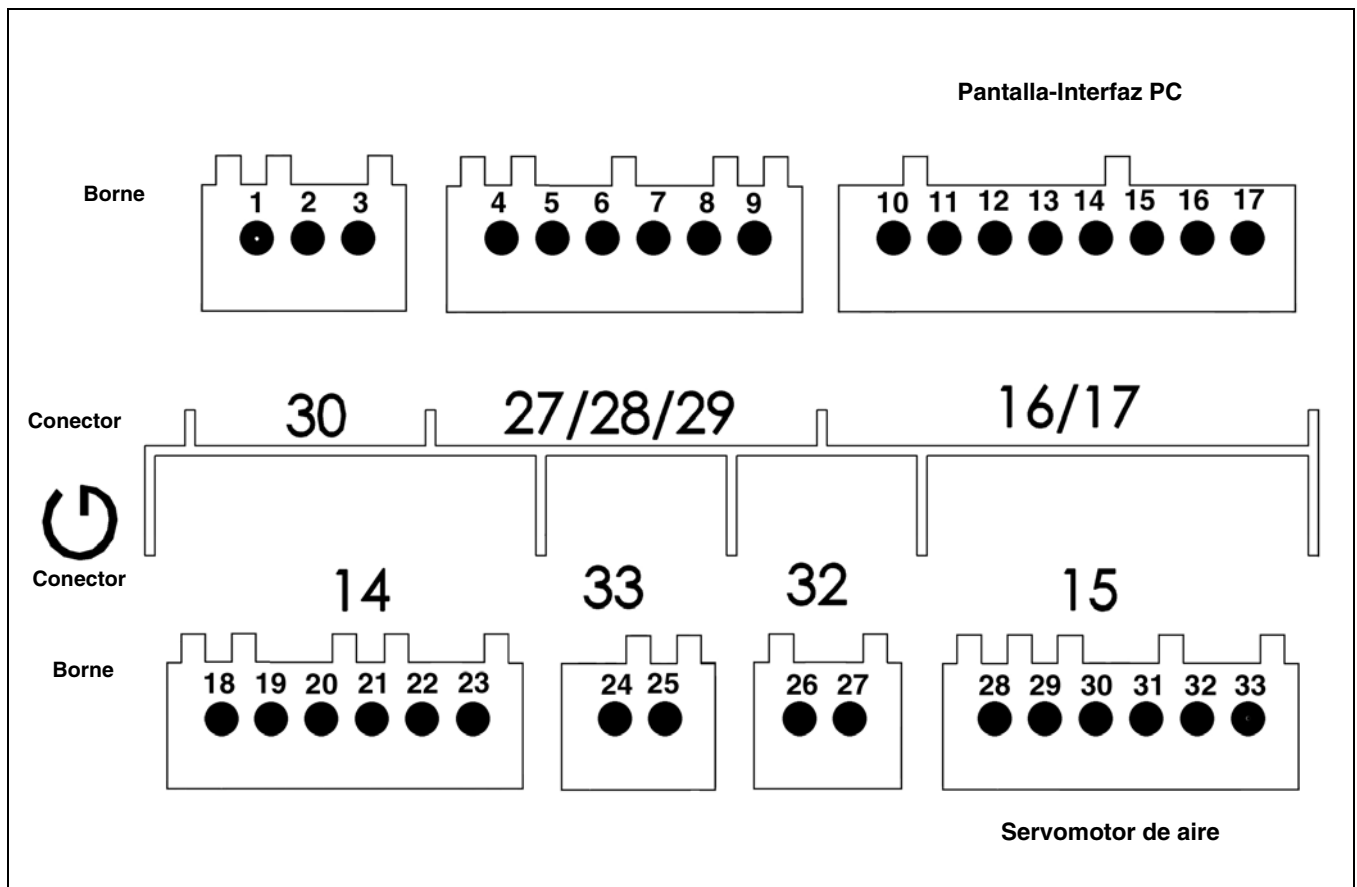 Pantalla-Interfaz PC
Borne
1 2 3 4 5 6 7 8 9 10 11 12 13 14 15 16 17
Conector
30 27/28/29 16/17
Conector
14 33 32 15
Borne
18 19 20 21 22 23 24 25 26 27 28 29 30 31 32 33
Servomotor de aire